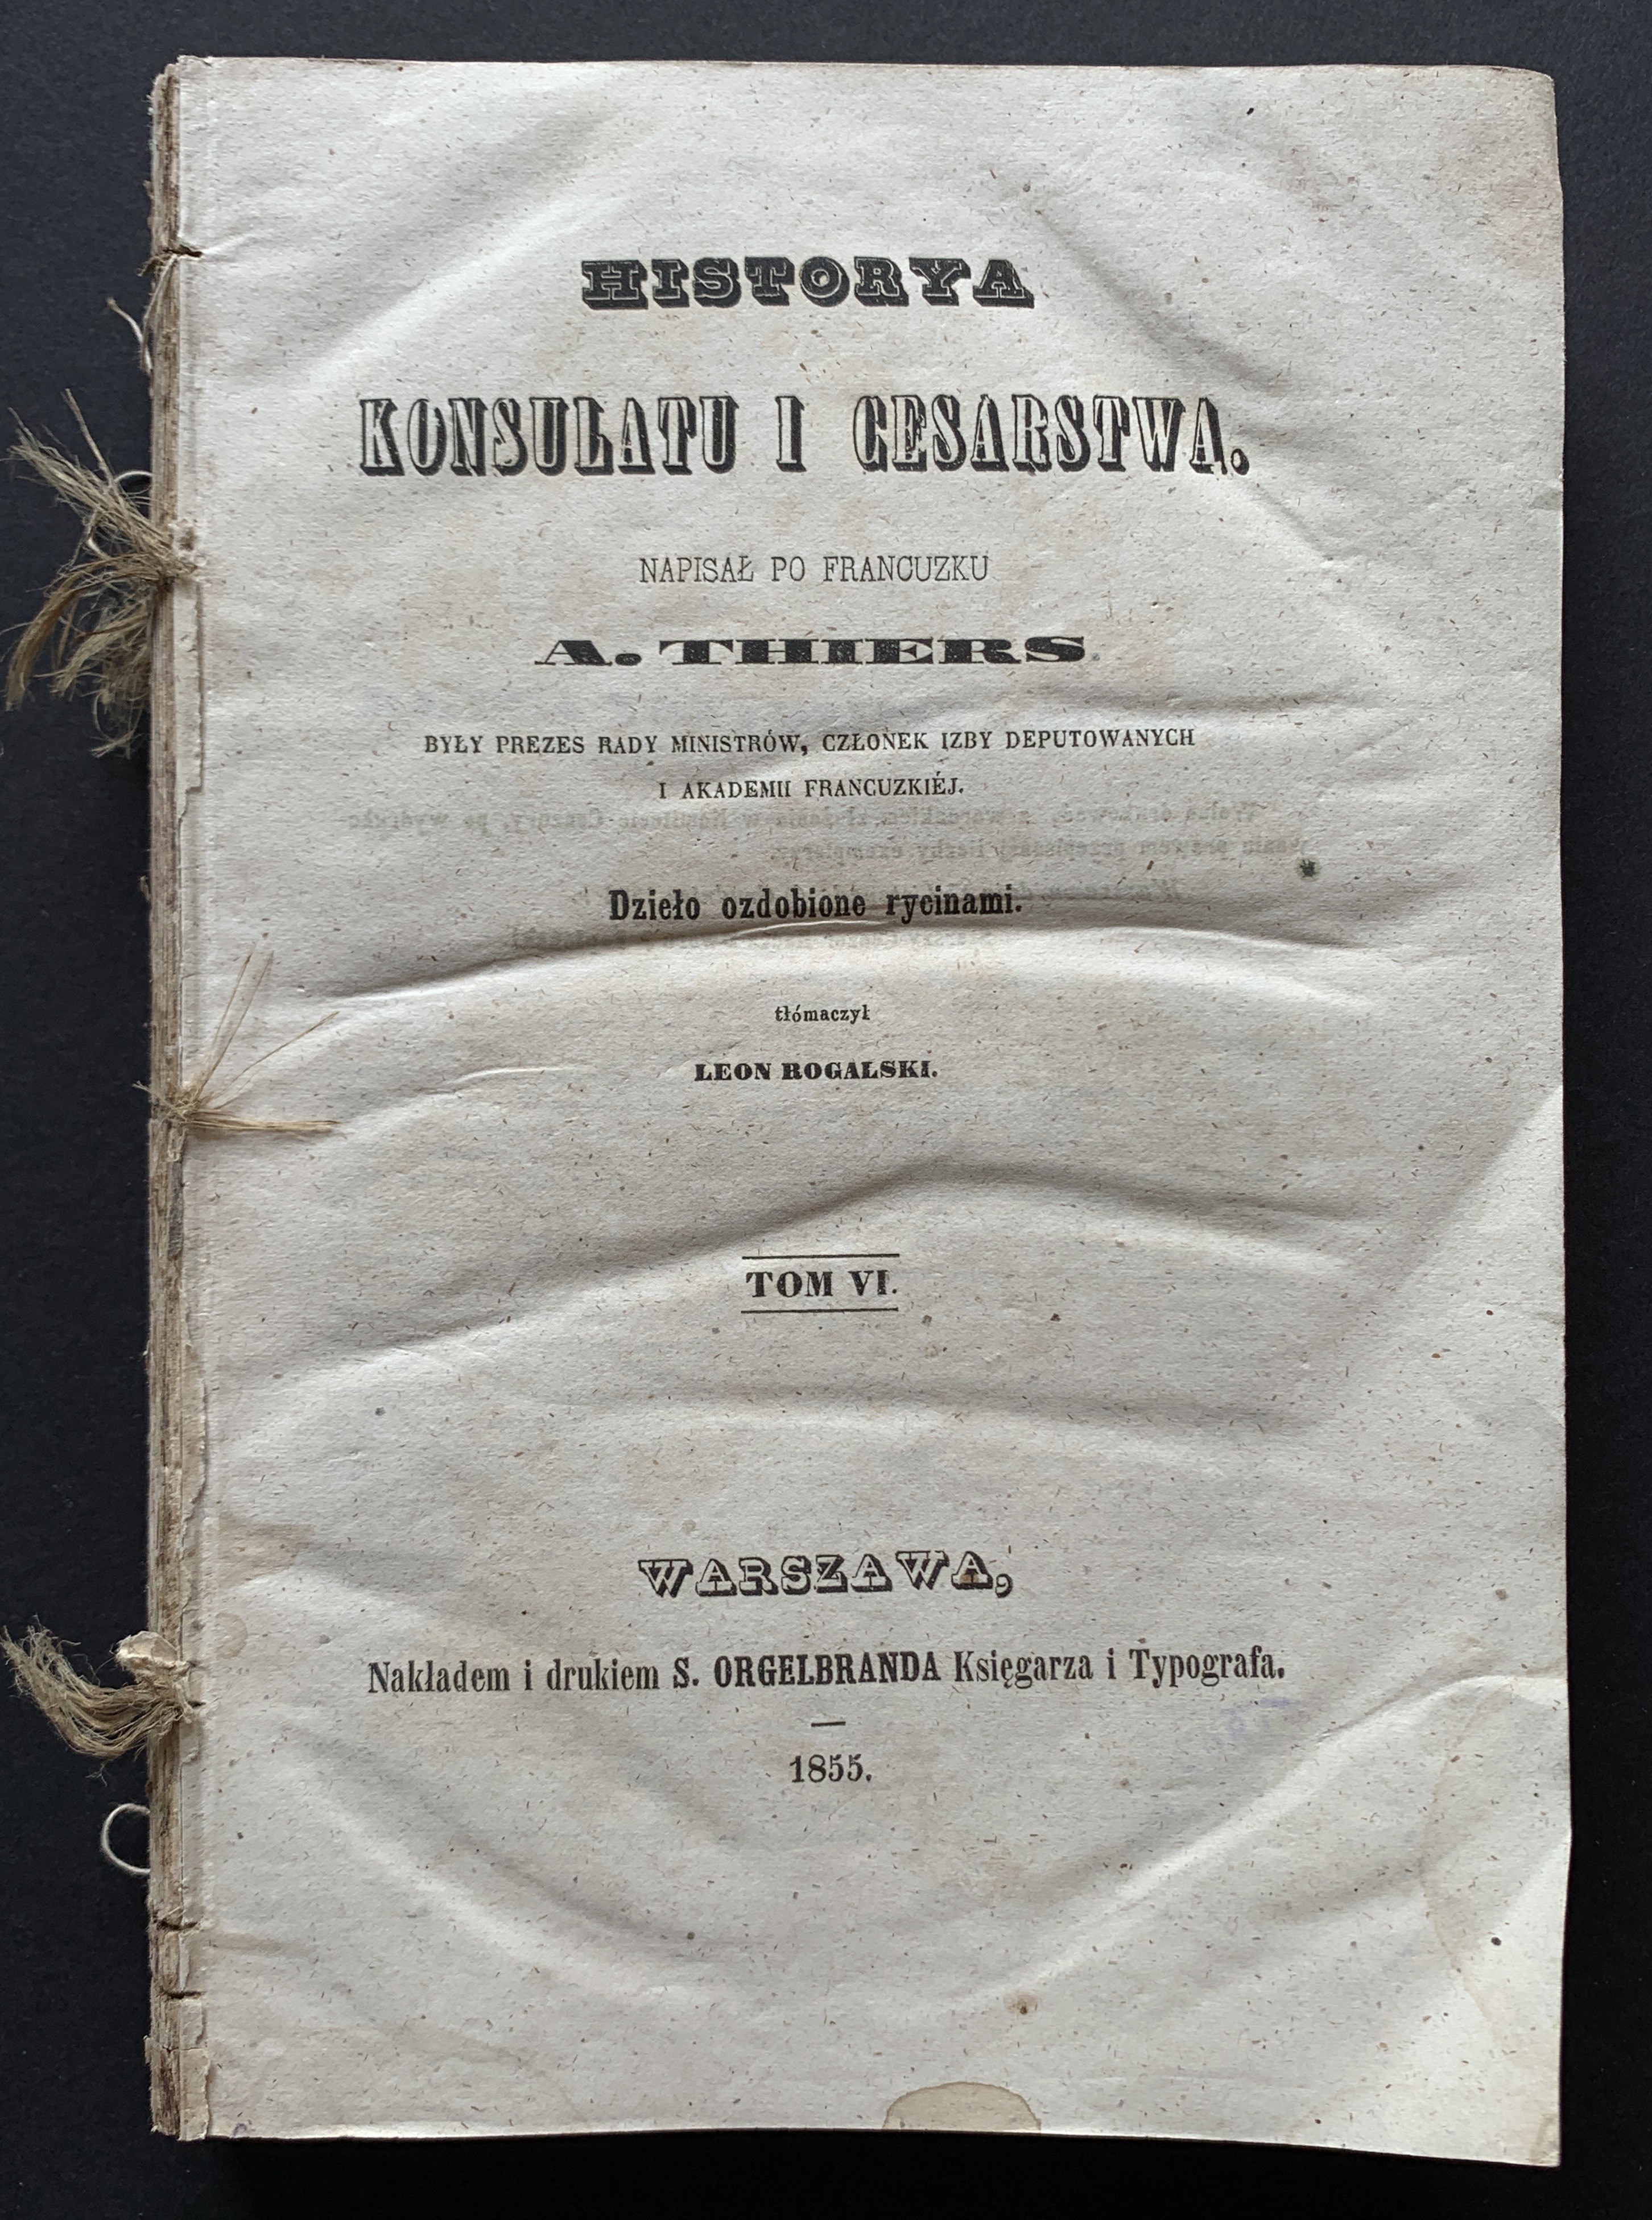 HISTORYA
KONSULATU I CESARSTWA.
NAPISAŁ PO FRANCUZKU
A. THIERS
BYŁY PREZES RADY MINISTRÓW, CZŁONEK IZBY DEPUTOWANYCH
I AKADEMII FRANCUZKIÉJ.
Dzieło ozdobione rycinami.
tłómaczył
LEON ROGALSKI.
TOM VI.
WARSZAWA,
Nakładem i drukiem S. ORGELBRANDA Księgarza i Typografa.
1855.